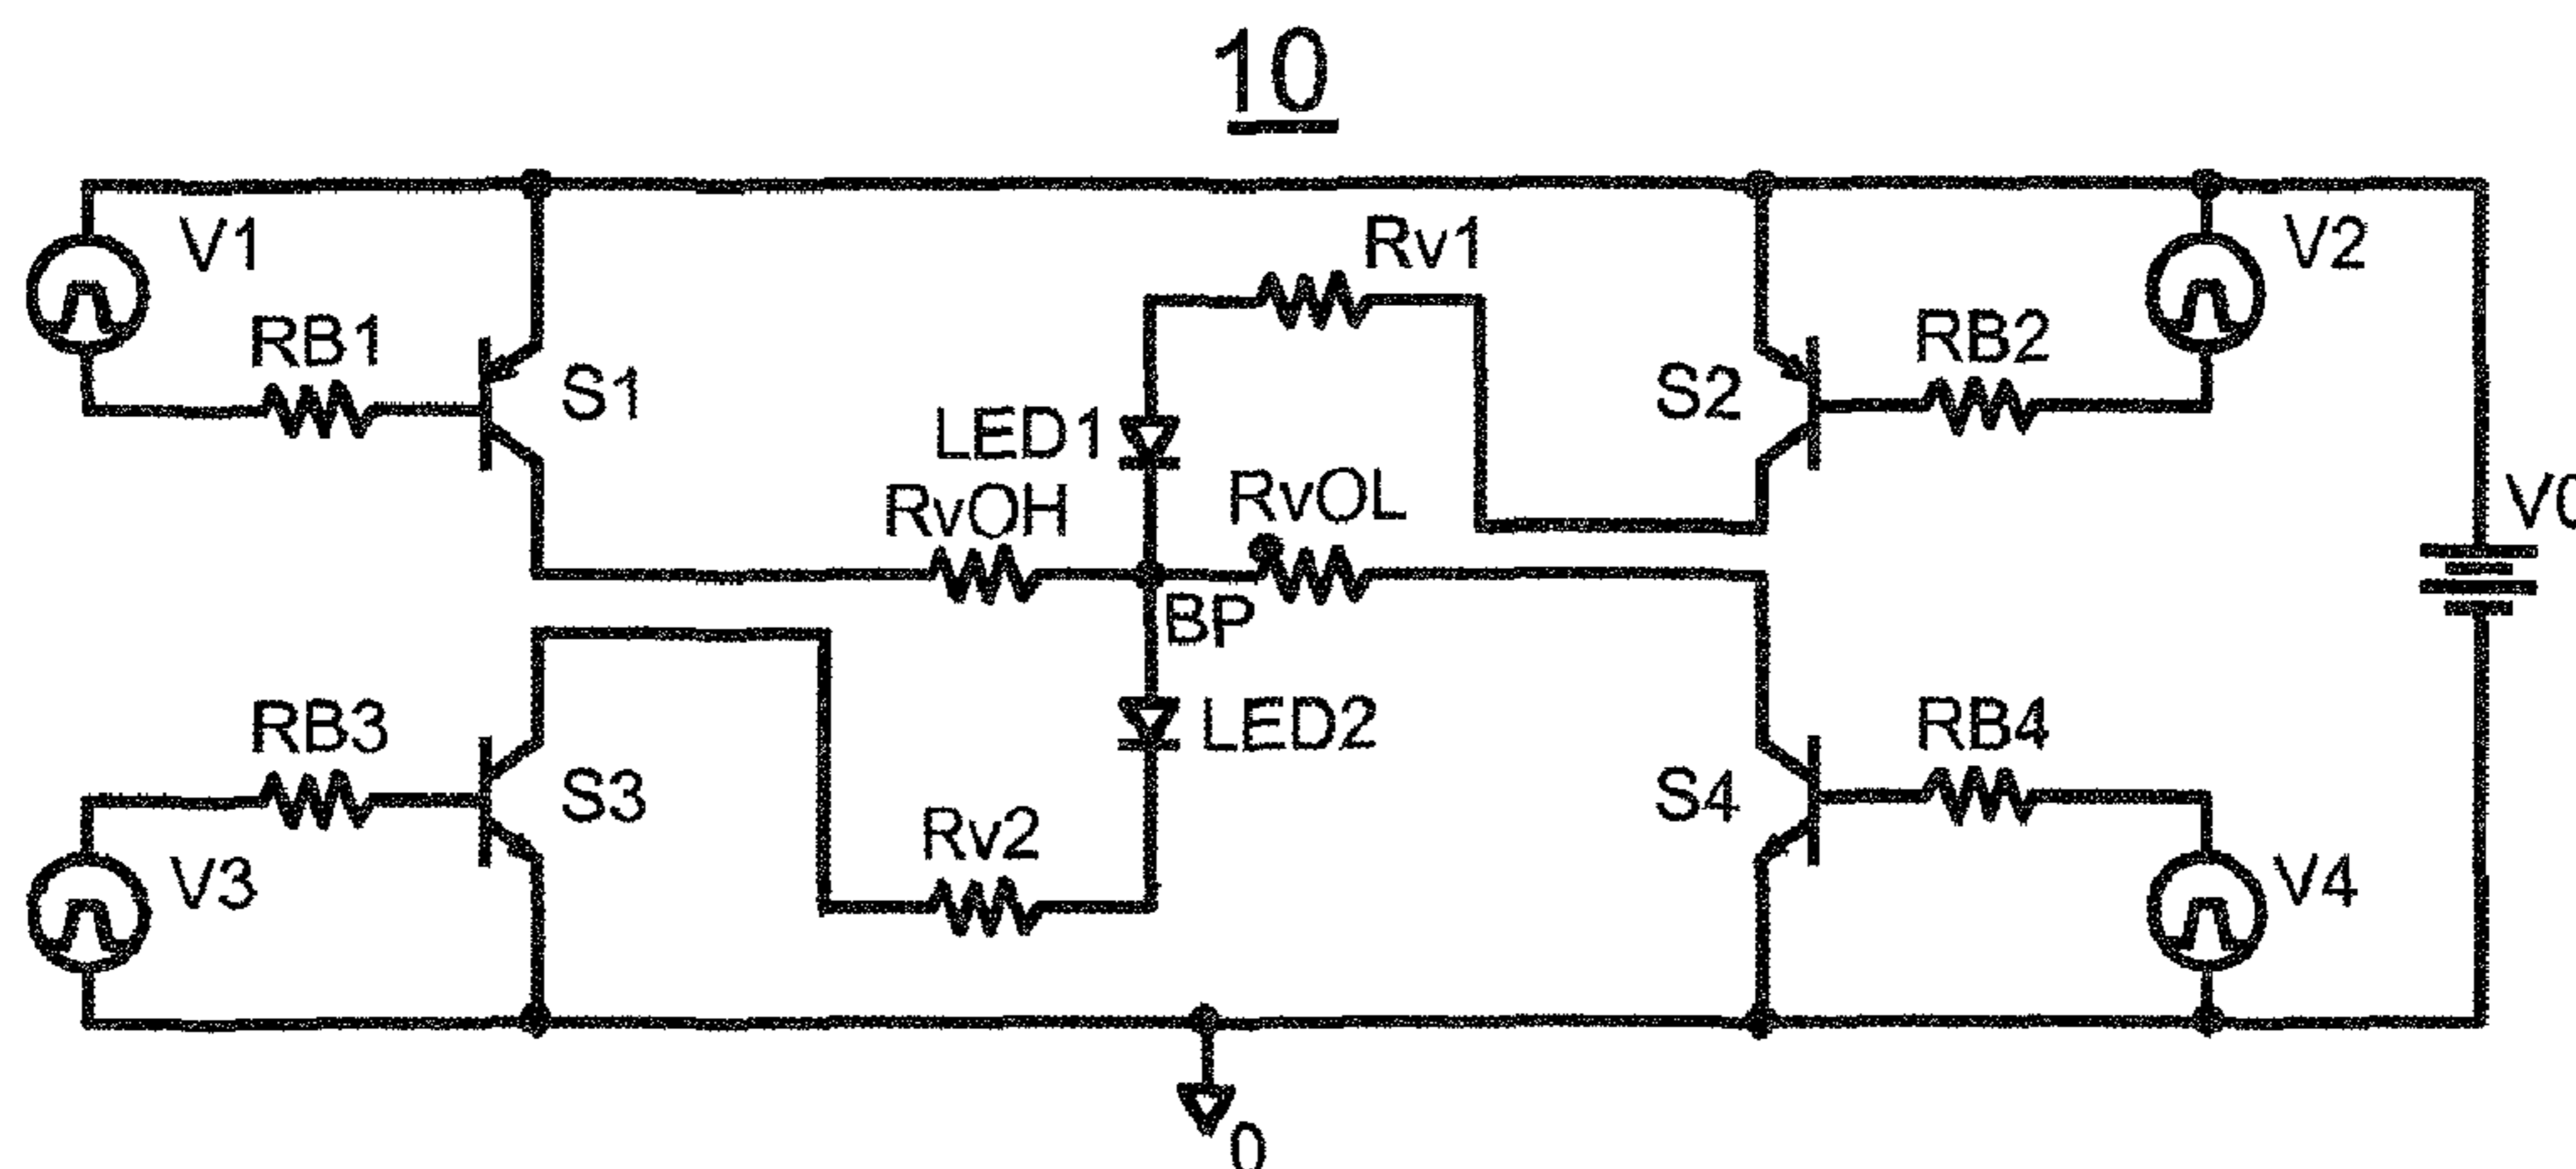 10
V1
Rv1
V2
RB1
RB2
S1
S2
LED1
RvOH
RvOL
V0
BP
RB3
LED2
RB4
S3
S4
Rv2
V3
V4
0